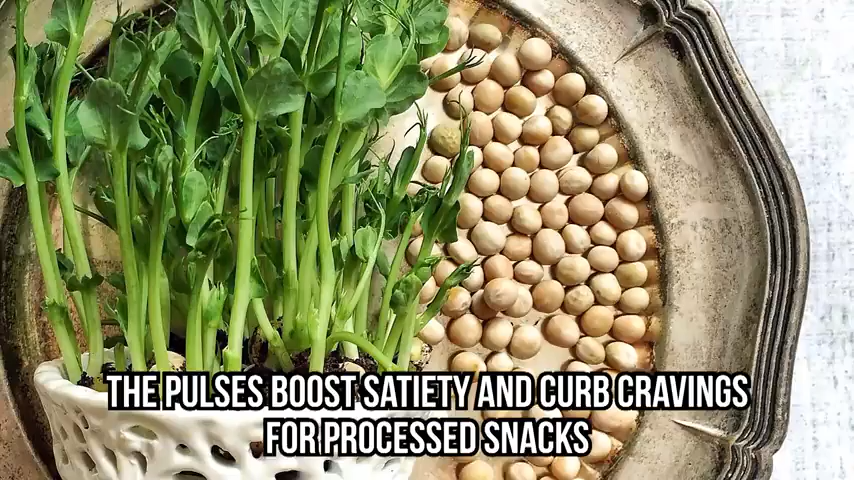 THE PULSES BOOST SATIETY AND CURB CRAVINGS
FOR PROCESSED SNACKS